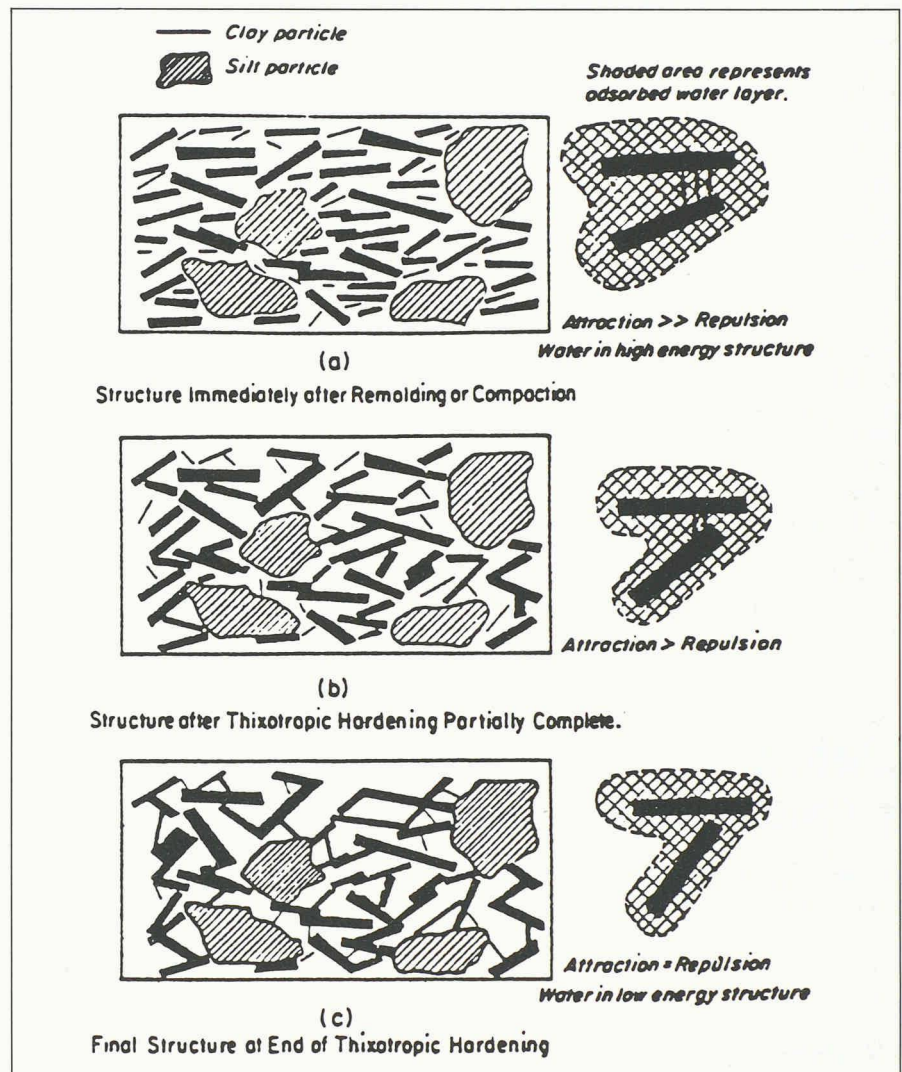 Clay particle
Silt particle
Shaded area represents
adsorbed water layer.
Attraction >> Repulsion
Water in high energy structure
(a)
Structure Immediately after Remolding or Compaction
Attraction > Repulsion
(b)
Structure after Thixotropic Hardening Partially Complete.
Attraction = Repulsion
Water in low energy structure
(c)
Final Structure at End of Thixotropic Hardening